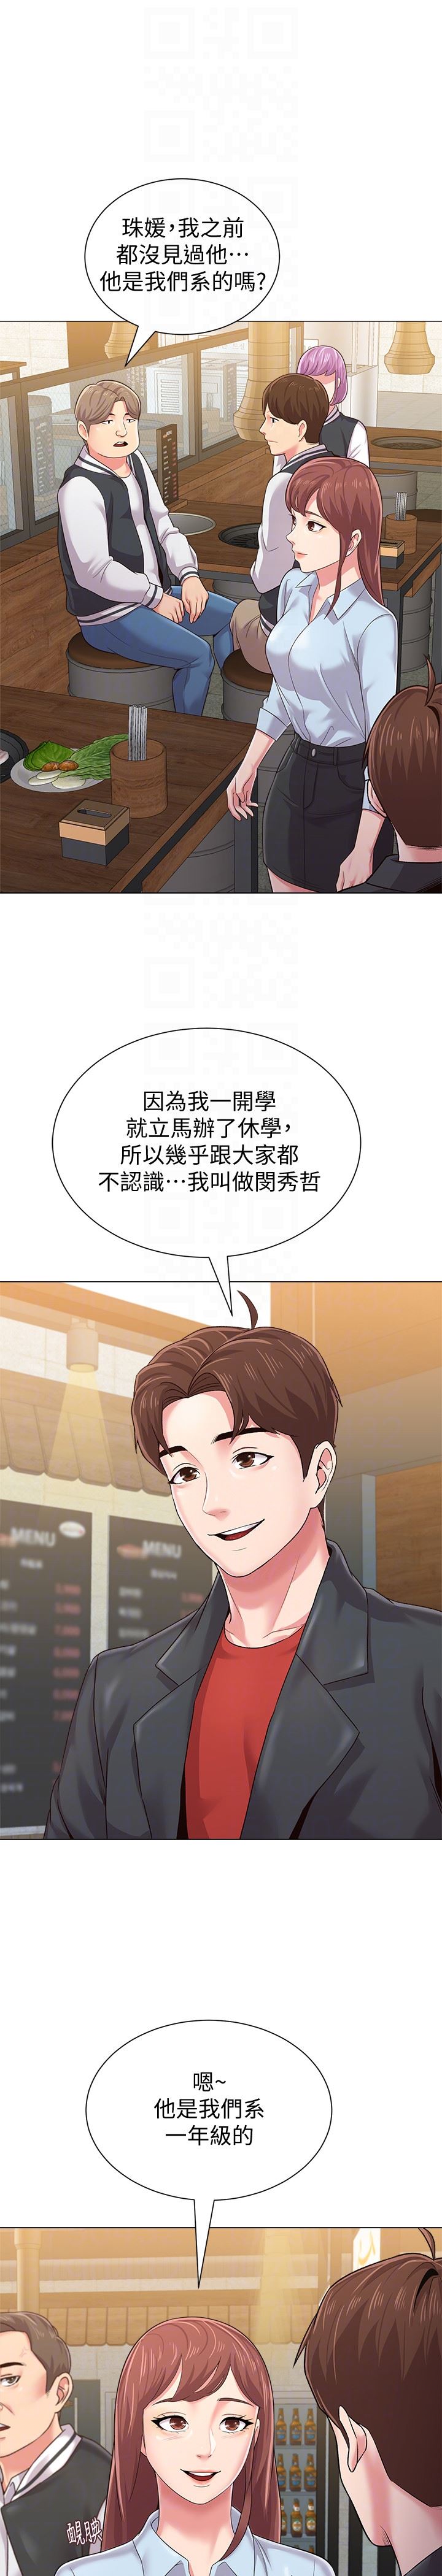 珠媛，我之前
都沒見過他…
他是我們系的嗎?
因為我一開學
就立馬辦了休學，
所以幾乎跟大家都
不認識…我叫做閔秀哲
MENU
MENU
嗯~
他是我們系
一年級的